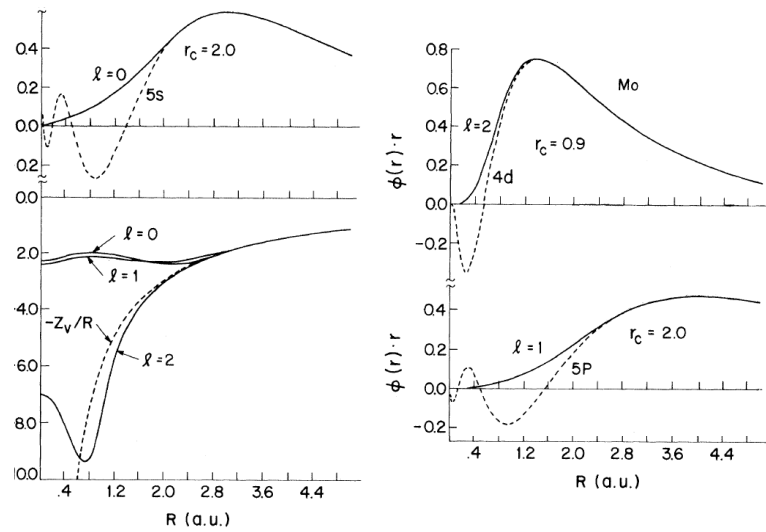 0.4
0.2
0.0
0.2
ℓ=0
r_c = 2.0
5s
0.0
2.0
4.0
6.0
8.0
10.0
ℓ=0
ℓ=1
-Z_v/R
ℓ=2
.4 1.2 2.0 2.8 3.6 4.4
R (a.u.)
0.8
0.6
0.4
0.2
0.0
-0.2
ϕ(r)·r
Mo
ℓ=2
r_c = 0.9
4d
0.4
0.2
0.0
-0.2
ϕ(r)·r
ℓ=1
r_c = 2.0
5P
.4 1.2 2.0 2.8 3.6 4.4
R (a.u.)